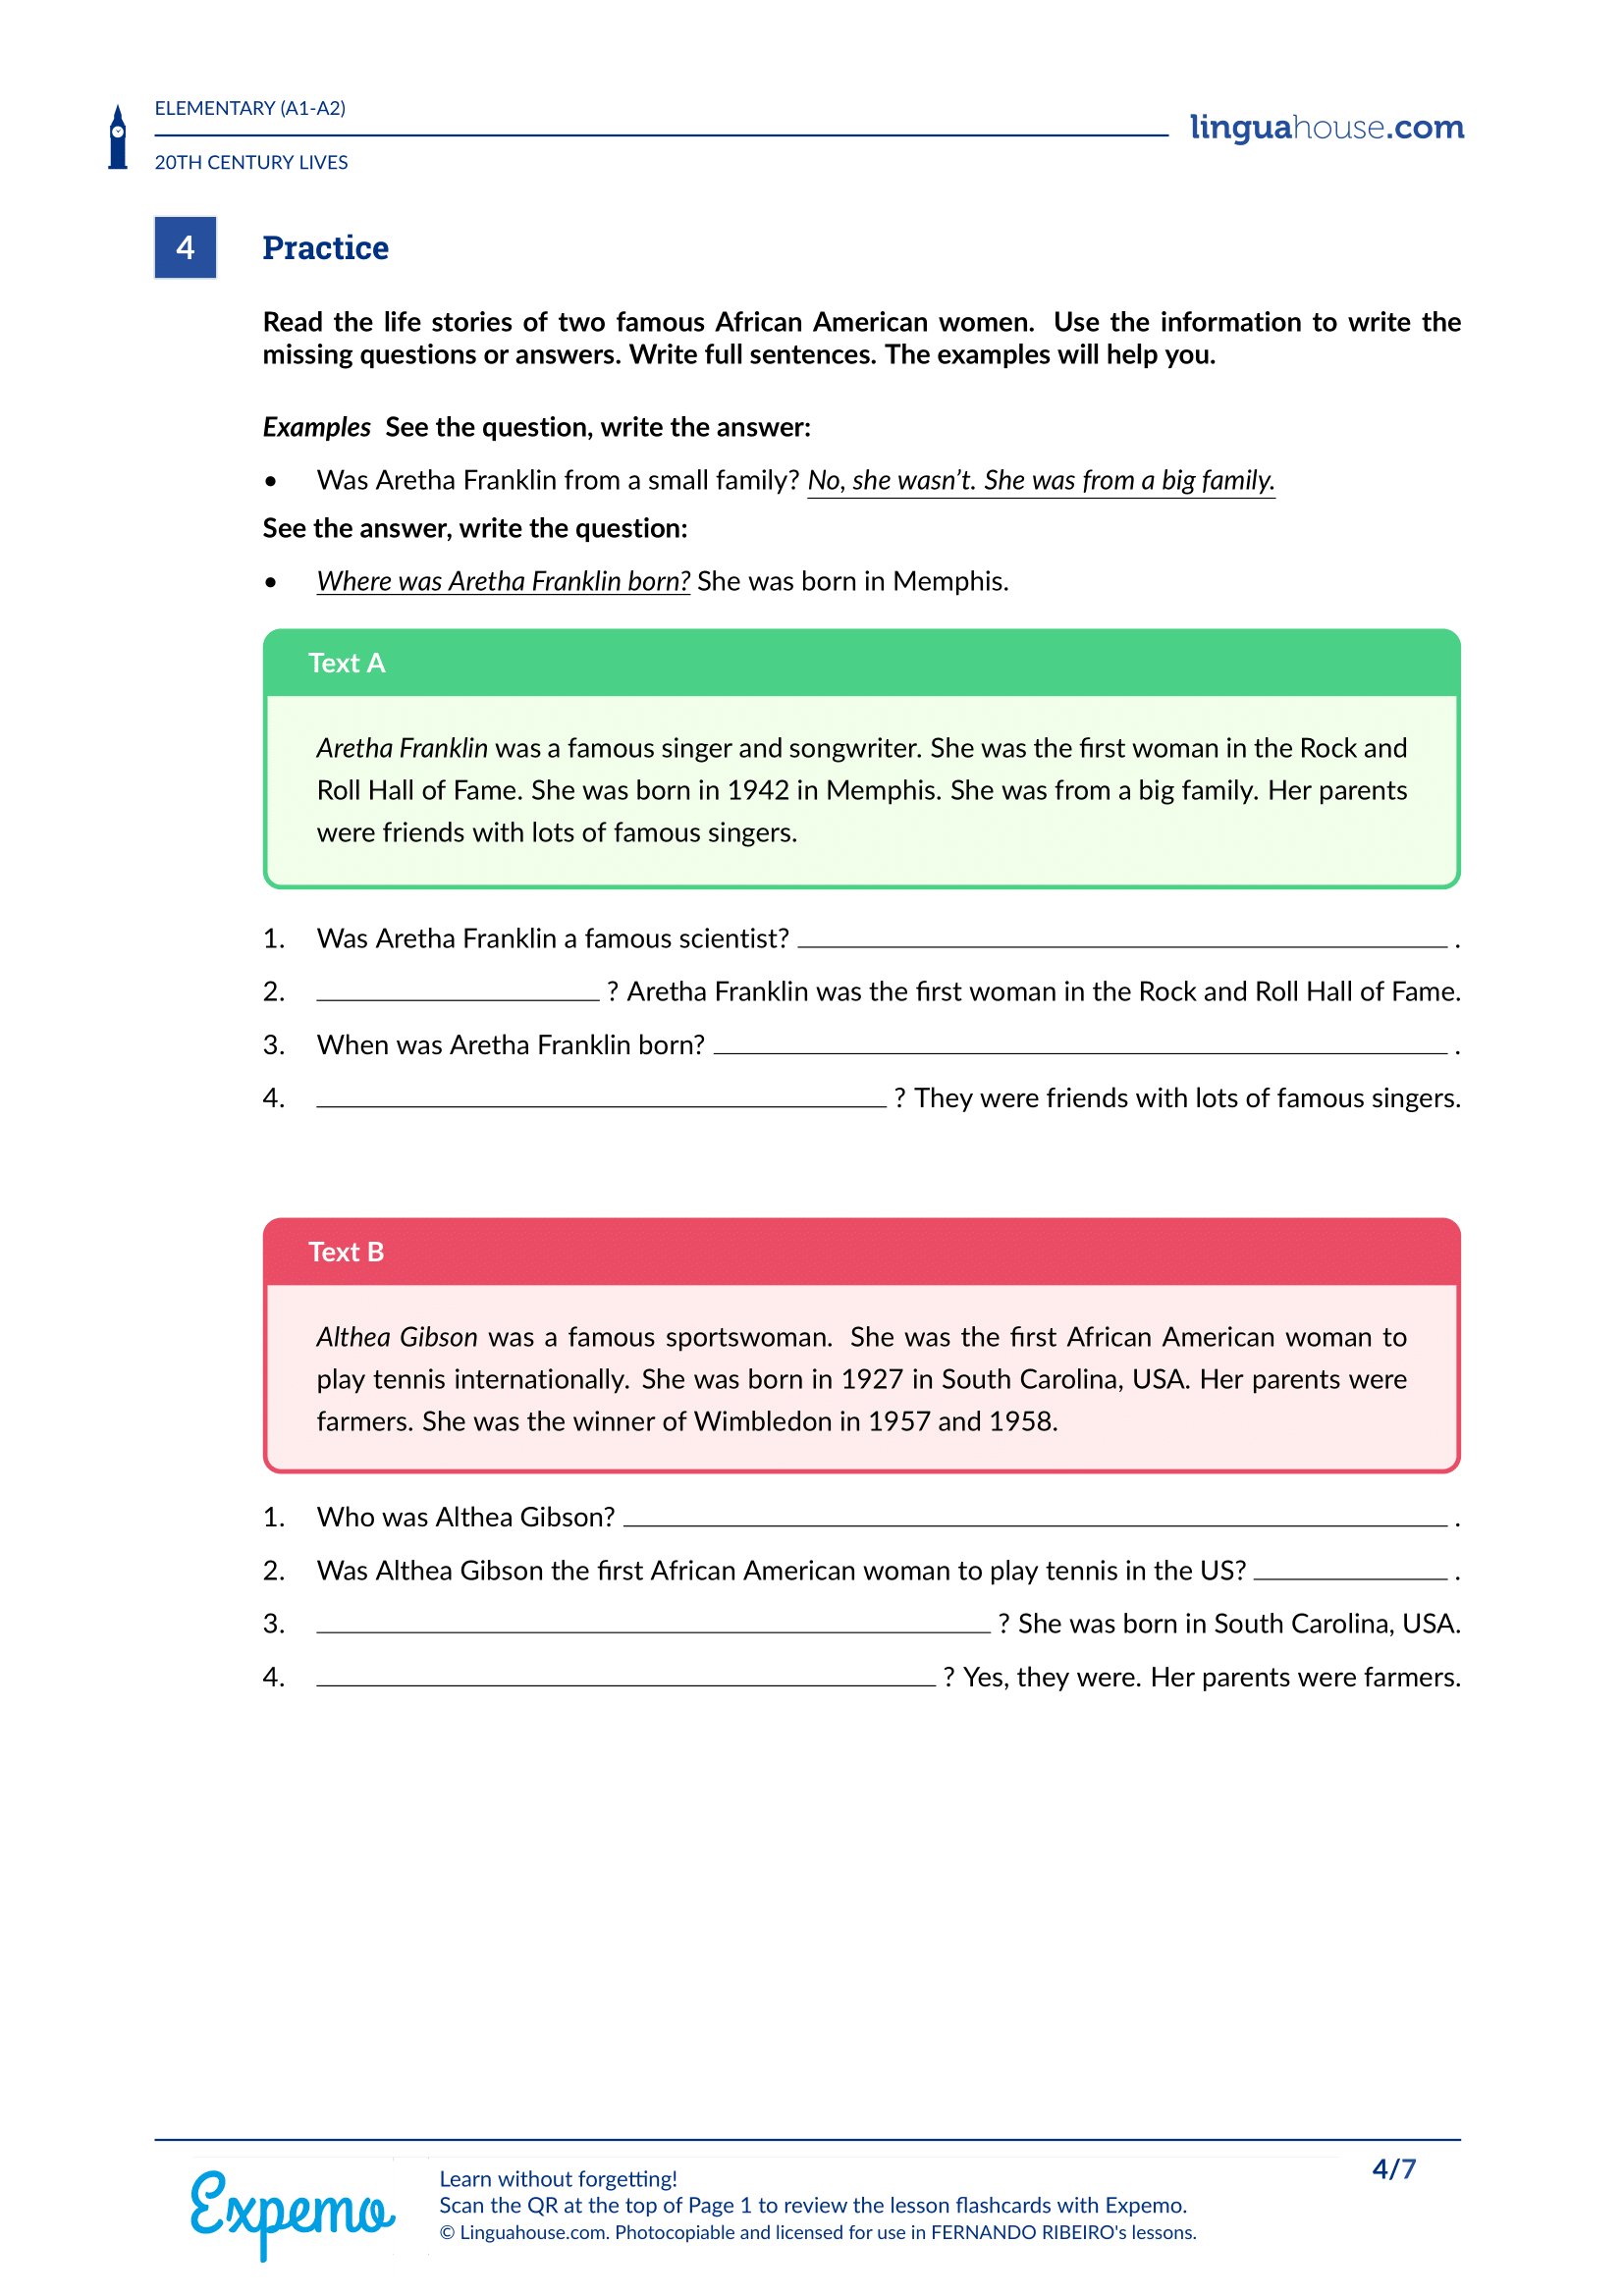 ELEMENTARY (A1-A2)
linguahouse.com
20TH CENTURY LIVES
4 Practice
Read the life stories of two famous African American women. Use the information to write the
missing questions or answers. Write full sentences. The examples will help you.
Examples See the question, write the answer:
• Was Aretha Franklin from a small family? No, she wasn't. She was from a big family.
See the answer, write the question:
• Where was Aretha Franklin born? She was born in Memphis.
Text A
Aretha Franklin was a famous singer and songwriter. She was the first woman in the Rock and
Roll Hall of Fame. She was born in 1942 in Memphis. She was from a big family. Her parents
were friends with lots of famous singers.
1. Was Aretha Franklin a famous scientist? ____________________ .
2. ____________________ ? Aretha Franklin was the first woman in the Rock and Roll Hall of Fame.
3. When was Aretha Franklin born? ____________________ .
4. ____________________ ? They were friends with lots of famous singers.
Text B
Althea Gibson was a famous sportswoman. She was the first African American woman to
play tennis internationally. She was born in 1927 in South Carolina, USA. Her parents were
farmers. She was the winner of Wimbledon in 1957 and 1958.
1. Who was Althea Gibson? ____________________ .
2. Was Althea Gibson the first African American woman to play tennis in the US? __________ .
3. ____________________ ? She was born in South Carolina, USA.
4. ____________________ ? Yes, they were. Her parents were farmers.
4/7
Expemo
Learn without forgetting!
Scan the QR at the top of Page 1 to review the lesson flashcards with Expemo.
© Linguahouse.com. Photocopiable and licensed for use in FERNANDO RIBEIRO's lessons.